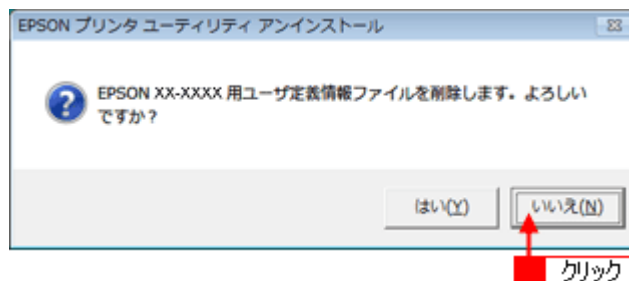 EPSON プリンタ ユーティリティ アンインストール
EPSON XX-XXXX 用ユーザ定義情報ファイルを削除します。よろしい
ですか？
はい(Y)
いいえ(N)
クリック